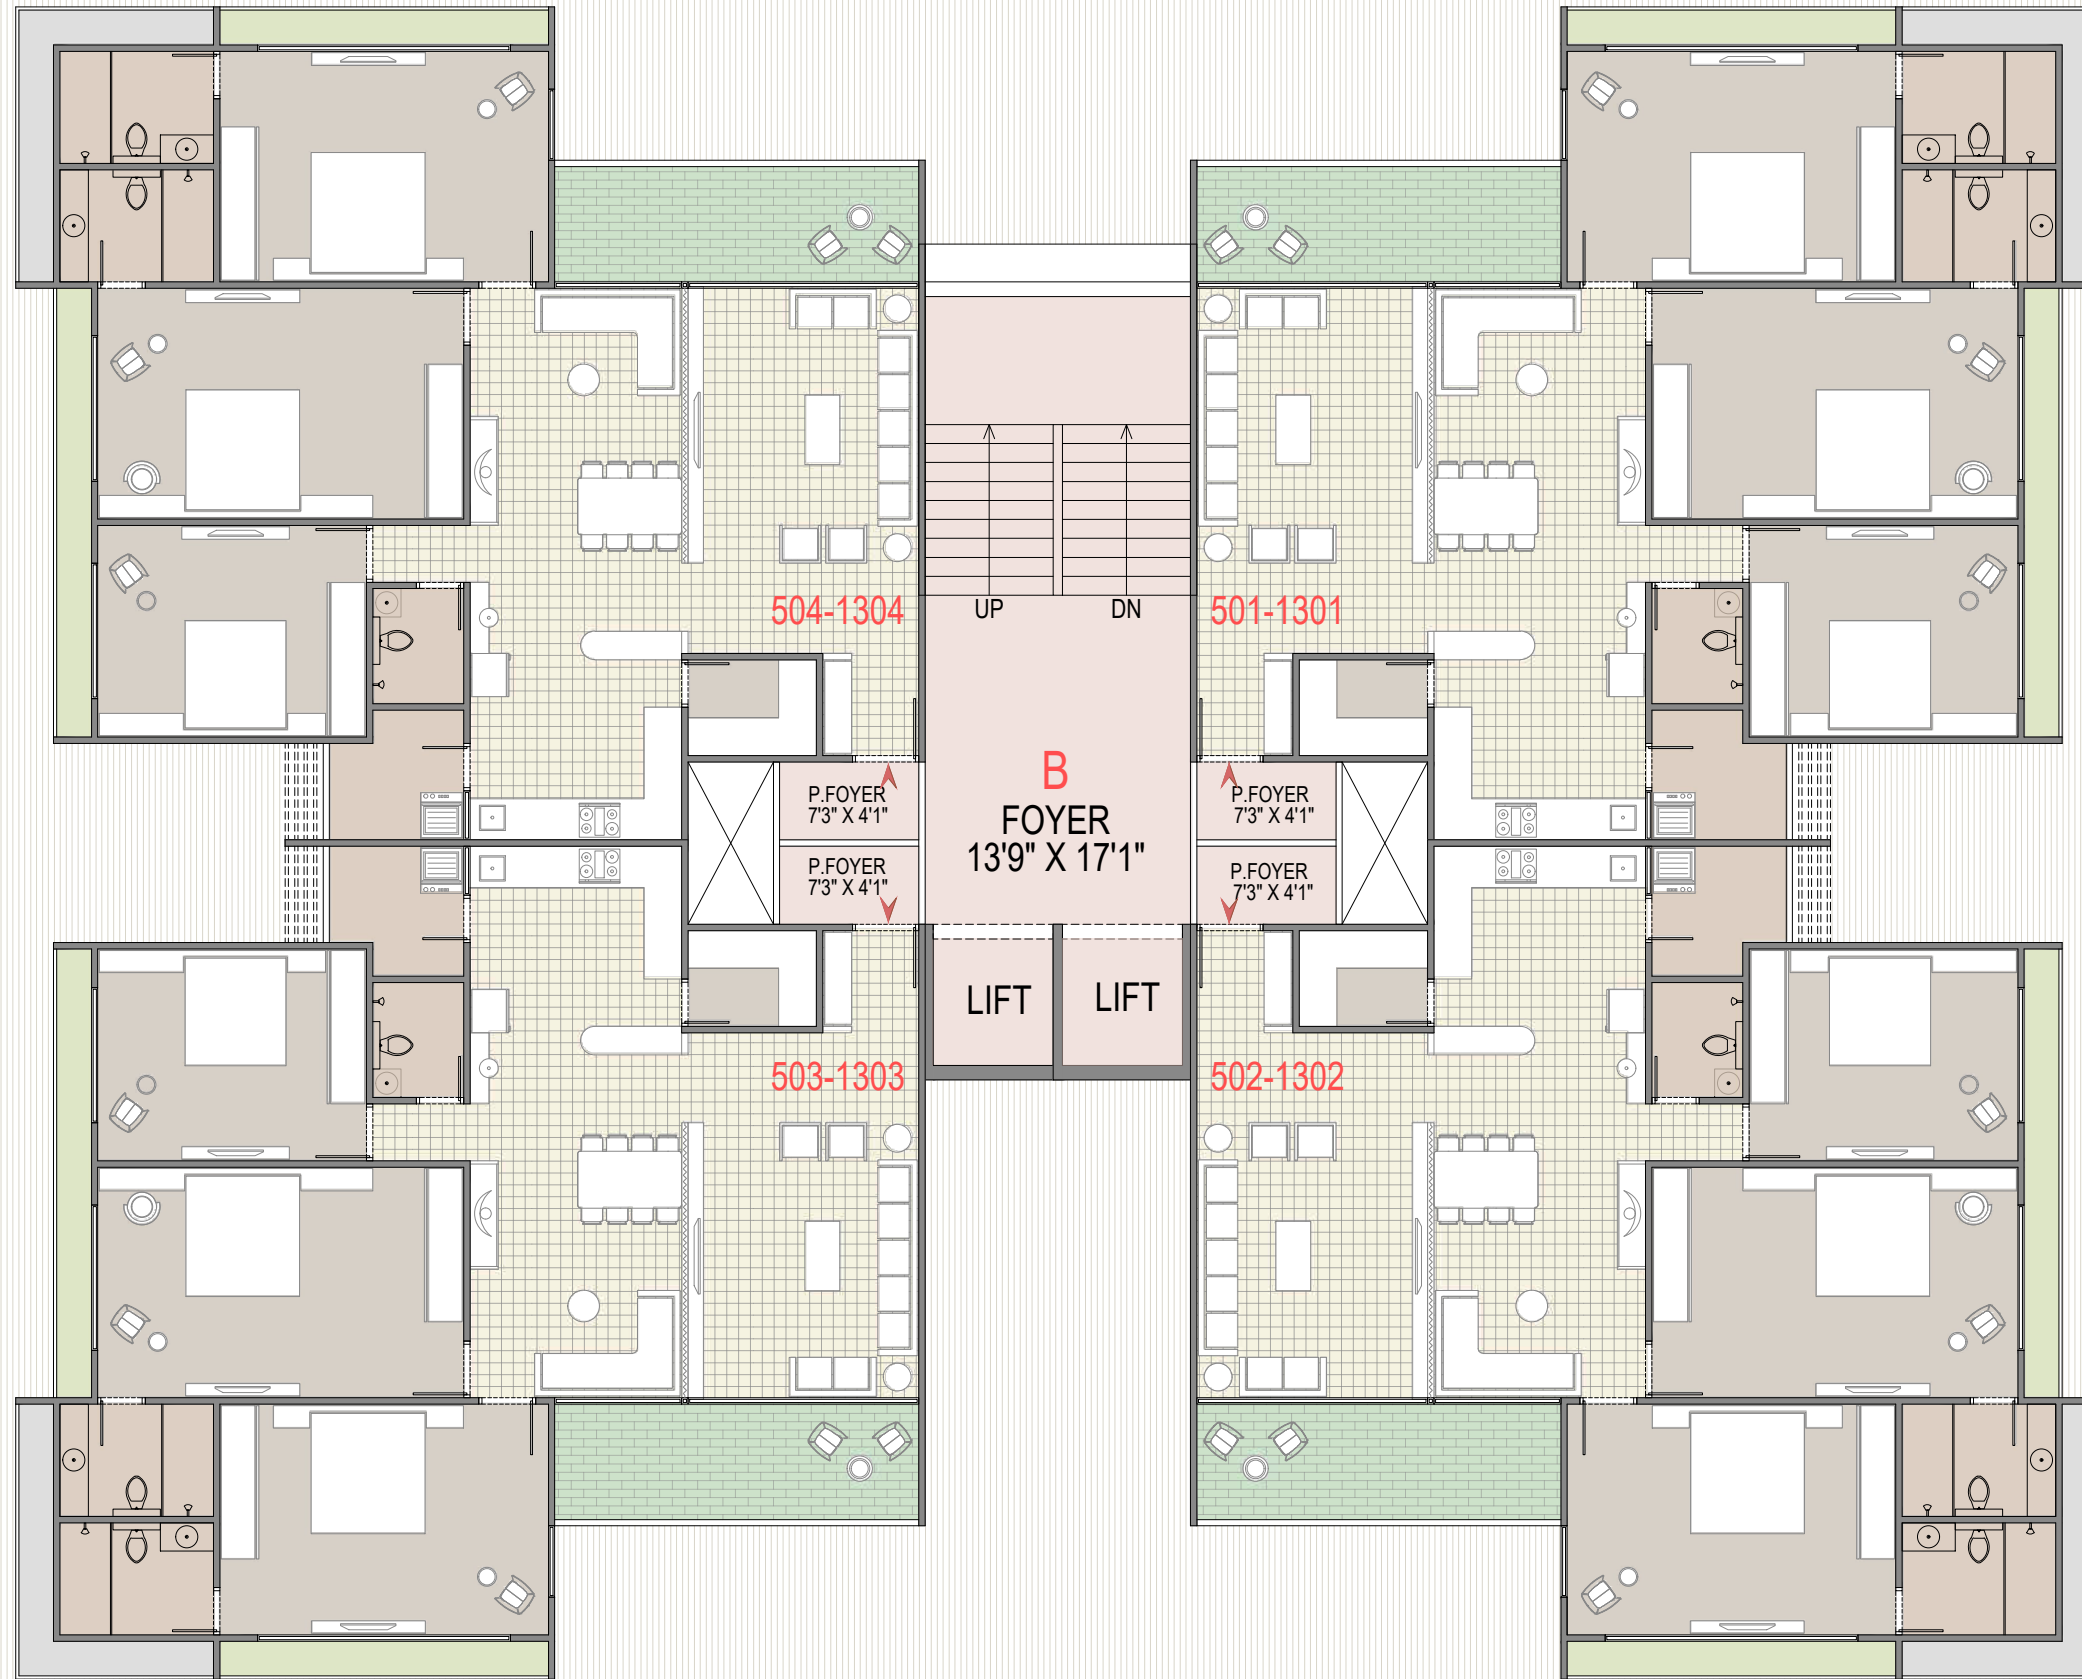 504-1304
UP
DN
501-1301
P.FOYER
7'3" X 4'1"
B
FOYER
13'9" X 17'1"
P.FOYER
7'3" X 4'1"
P.FOYER
7'3" X 4'1"
P.FOYER
7'3" X 4'1"
LIFT
LIFT
503-1303
502-1302